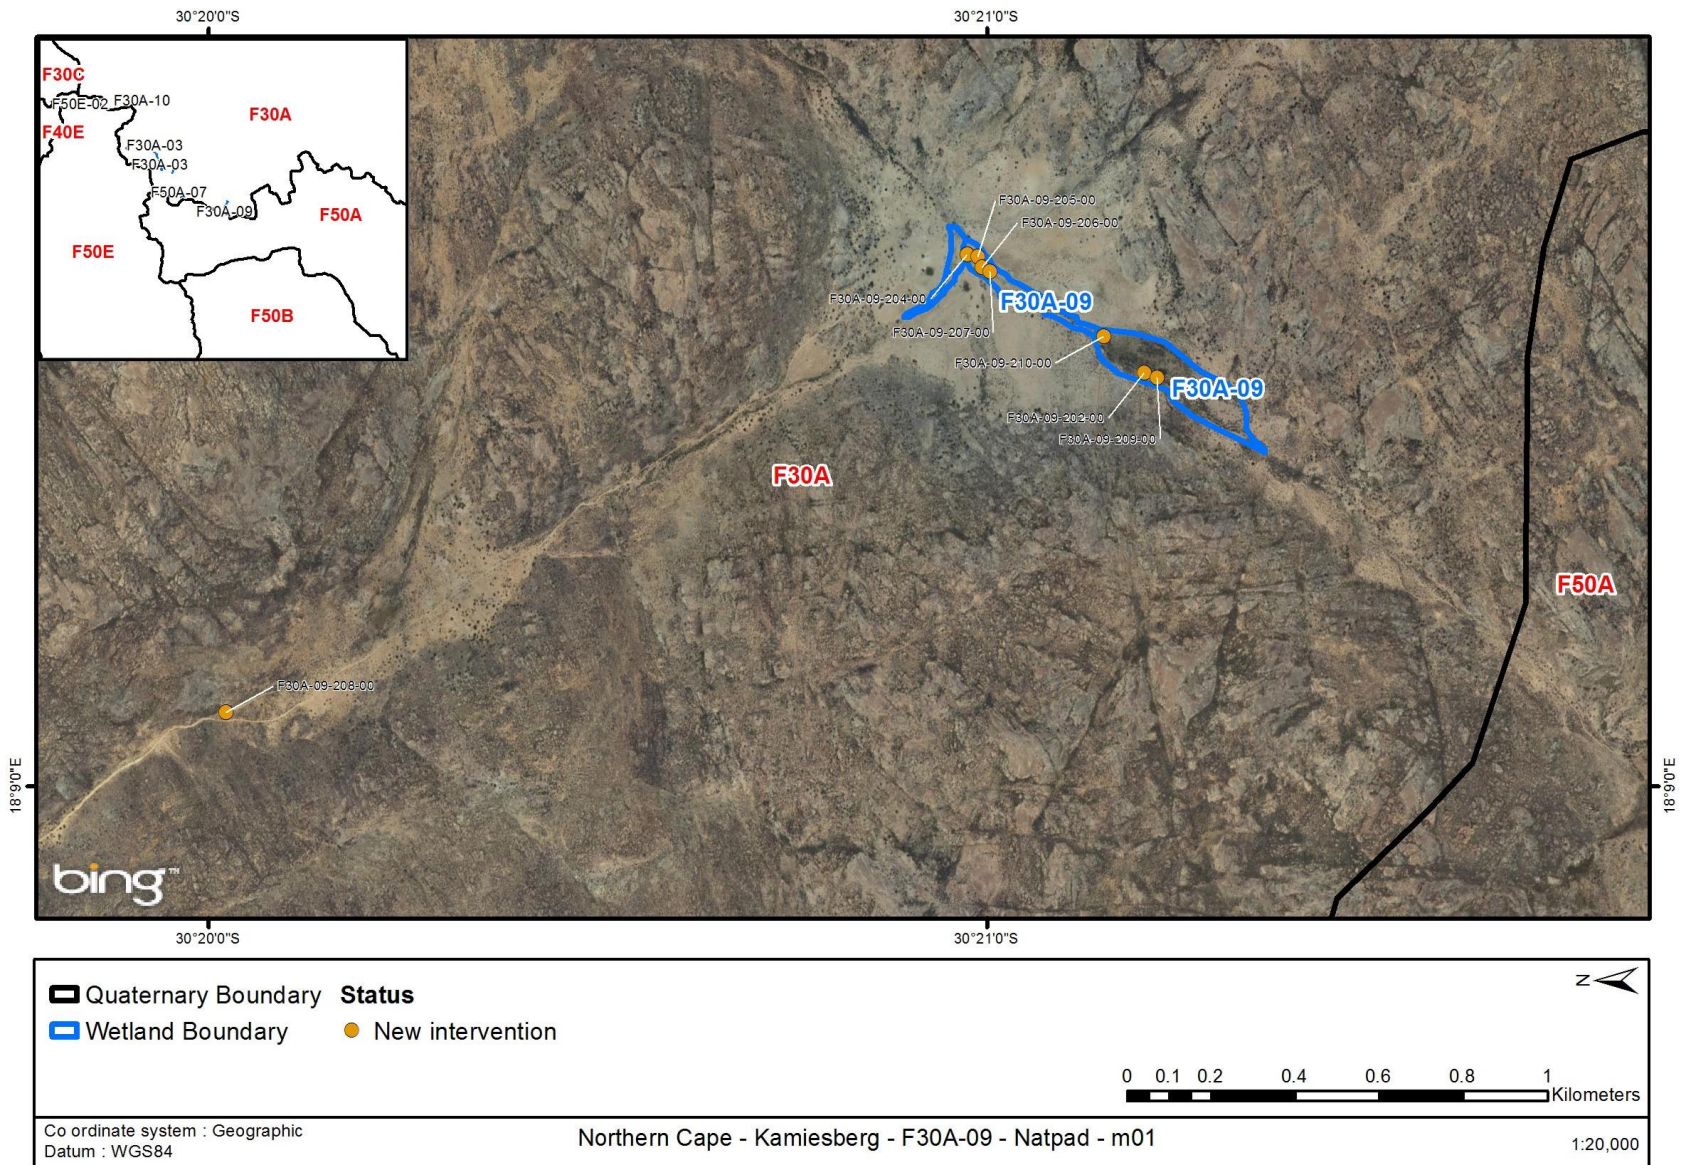 30°20'0"S
30°21'0"S
F30C
F50E-02
F30A-10
F30A
F40E
F30A-03
F30A-03
F50A-07
F30A-09
F50A
F50E
F50B
F30A-09-205-00
F30A-09-206-00
F30A-09-204-00
F30A-09
F30A-09-207-00
F30A-09-210-00
F30A-09
F30A-09-202-00
F30A-09-209-00
F30A
F50A
F30A-09-208-00
18°9'0"E
18°9'0"E
bing™
30°20'0"S
30°21'0"S
Quaternary Boundary
Status
Wetland Boundary
New intervention
N
0 0.1 0.2 0.4 0.6 0.8 1
Kilometers
Co ordinate system : Geographic
Datum : WGS84
Northern Cape - Kamiesberg - F30A-09 - Natpad - m01
1:20,000